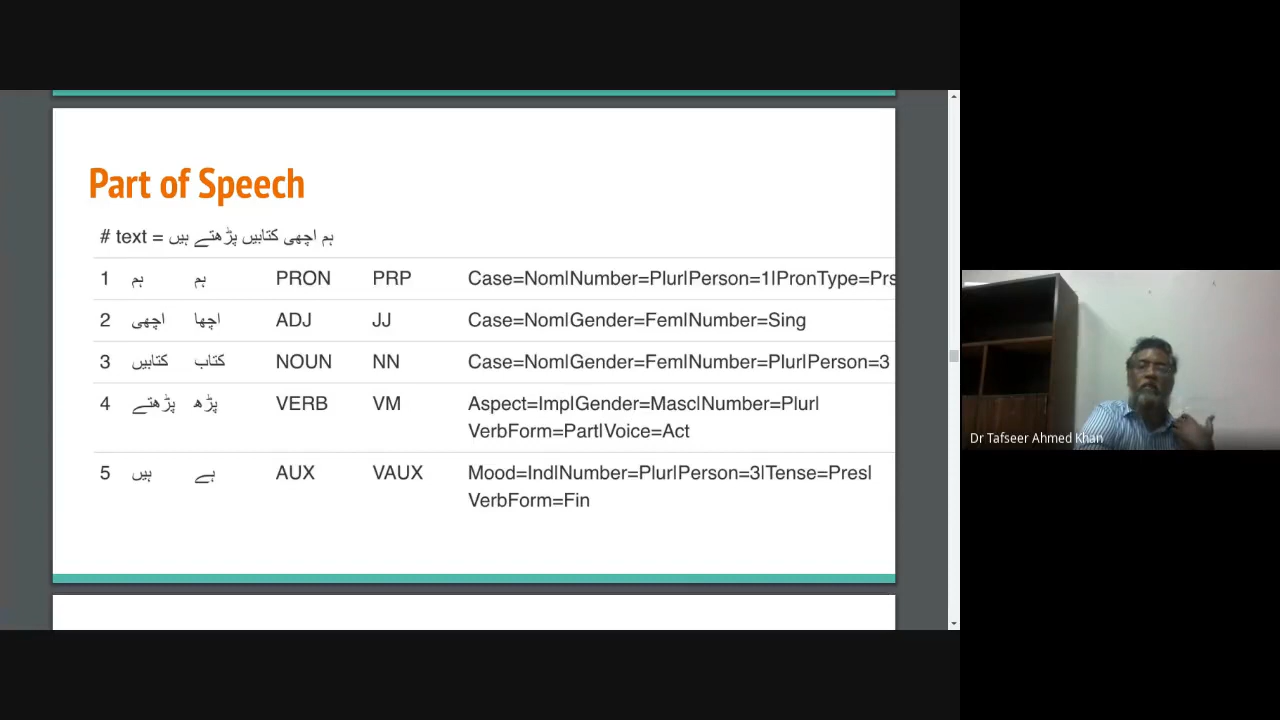 Part of Speech
# text = ہم اچھی کتابیں پڑھتے ہیں
1 ہم ہم PRON PRP Case=Nom|Number=Plur|Person=1|PronType=Prs
2 اچھی اچھا ADJ JJ Case=Nom|Gender=Fem|Number=Sing
3 کتابیں کتاب NOUN NN Case=Nom|Gender=Fem|Number=Plur|Person=3
4 پڑھتے پڑھ VERB VM Aspect=Imp|Gender=Masc|Number=Plur|
VerbForm=Part|Voice=Act
5 ہیں ہے AUX VAUX Mood=Ind|Number=Plur|Person=3|Tense=Pres|
VerbForm=Fin
Dr Tafseer Ahmed Khan